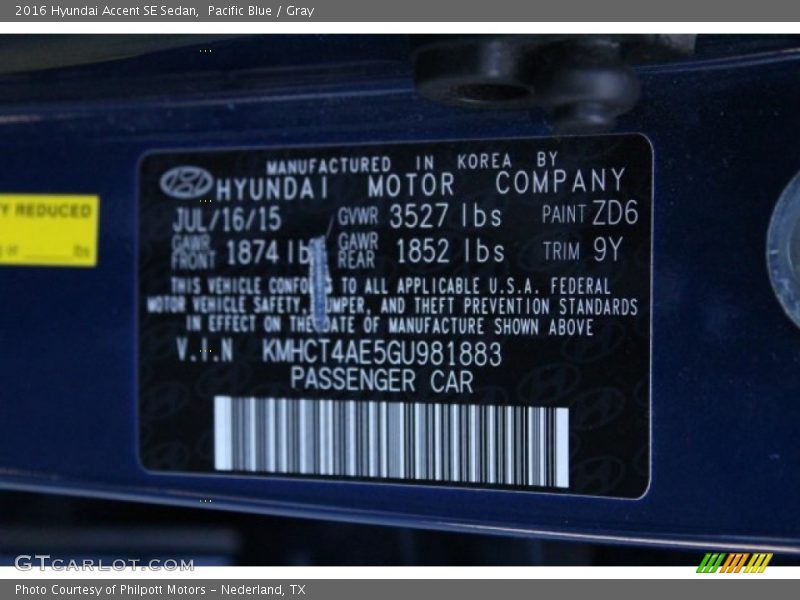 2016 Hyundai Accent SE Sedan, Pacific Blue / Gray
MANUFACTURED IN KOREA BY
HYUNDAI MOTOR COMPANY
JUL/16/15 GVWR 3527 lbs PAINT ZD6
GAWR FRONT 1874 lb GAWR REAR 1852 lbs TRIM 9Y
THIS VEHICLE TO ALL APPLICABLE U.S.A. FEDERAL
MOTOR VEHICLE SAFETY, UMPER, AND THEFT PREVENTION STANDARDS
IN EFFECT ON THE DATE OF MANUFACTURE SHOWN ABOVE
V.I.N KMHCT4AE5GU981883
PASSENGER CAR
REDUCED
lbs
GTCARLOT.COM
Photo Courtesy of Philpott Motors - Nederland, TX